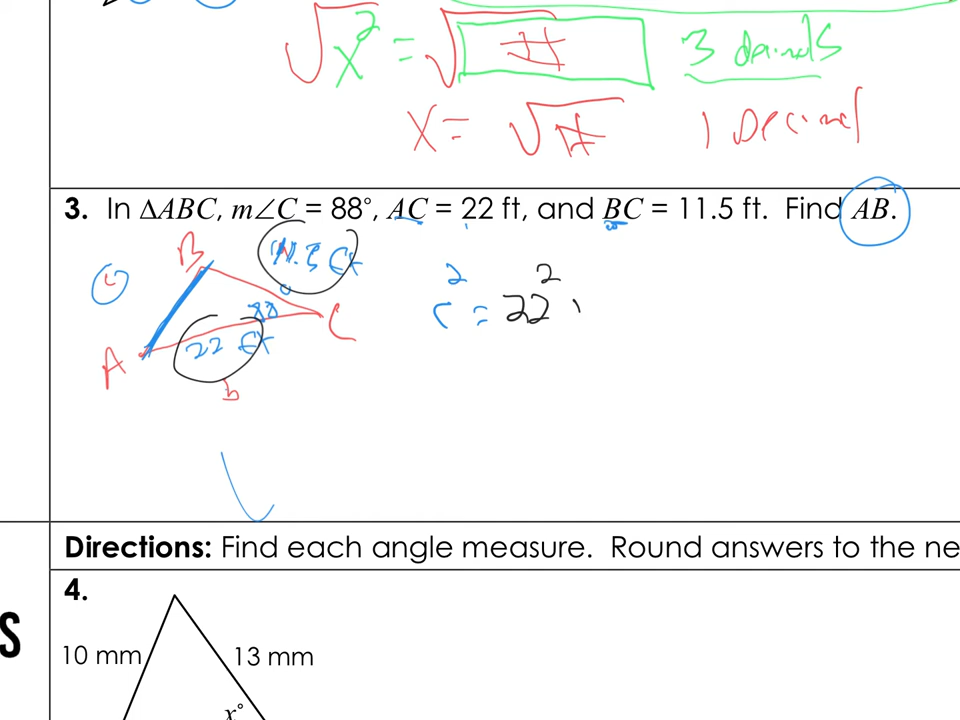 √x² = √# 3 decimals
x = √# 1 Decimal
3. In ΔABC, m∠C = 88°, AC = 22 ft, and BC = 11.5 ft. Find AB.
B 11.5 ft
c 88° C
A 22 ft
b
c² = 22²
Directions: Find each angle measure. Round answers to the ne
4.
S
10 mm 13 mm
x°